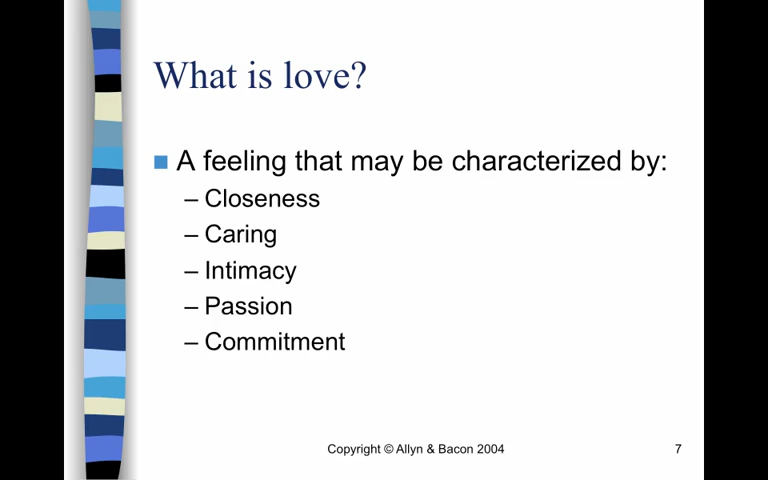 What is love?
A feeling that may be characterized by:
– Closeness
– Caring
– Intimacy
– Passion
– Commitment
Copyright © Allyn & Bacon 2004
7